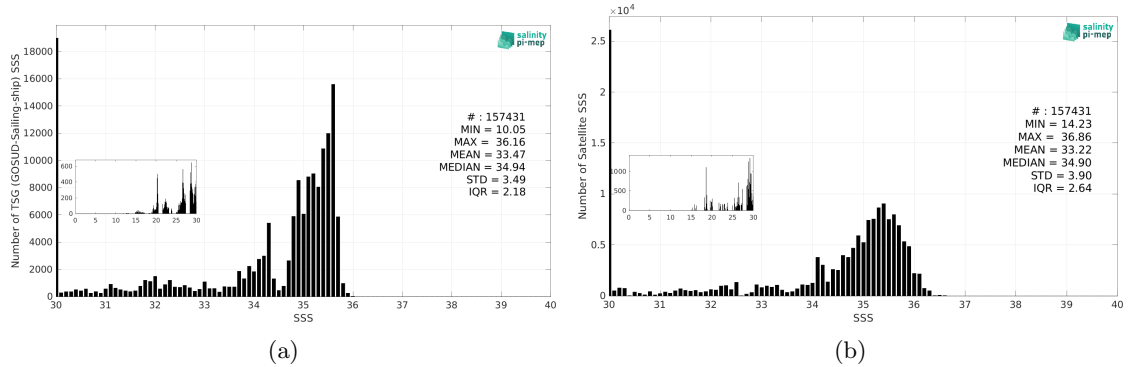 salinity
pi-mep
Number of TSG (GOSUD-Sailing-ship) SSS
18000
16000
14000
12000
10000
8000
6000
4000
2000
0
# : 157431
MIN = 10.05
MAX = 36.16
MEAN = 33.47
MEDIAN = 34.94
STD = 3.49
IQR = 2.18
600
400
200
0
0 5 10 15 20 25 30
30 31 32 33 34 35 36 37 38 39 40
SSS
(a)
×10⁴
salinity
pi-mep
Number of Satellite SSS
2.5
2
1.5
1
0.5
0
# : 157431
MIN = 14.23
MAX = 36.86
MEAN = 33.22
MEDIAN = 34.90
STD = 3.90
IQR = 2.64
1000
500
0
0 5 10 15 20 25 30
30 31 32 33 34 35 36 37 38 39 40
SSS
(b)